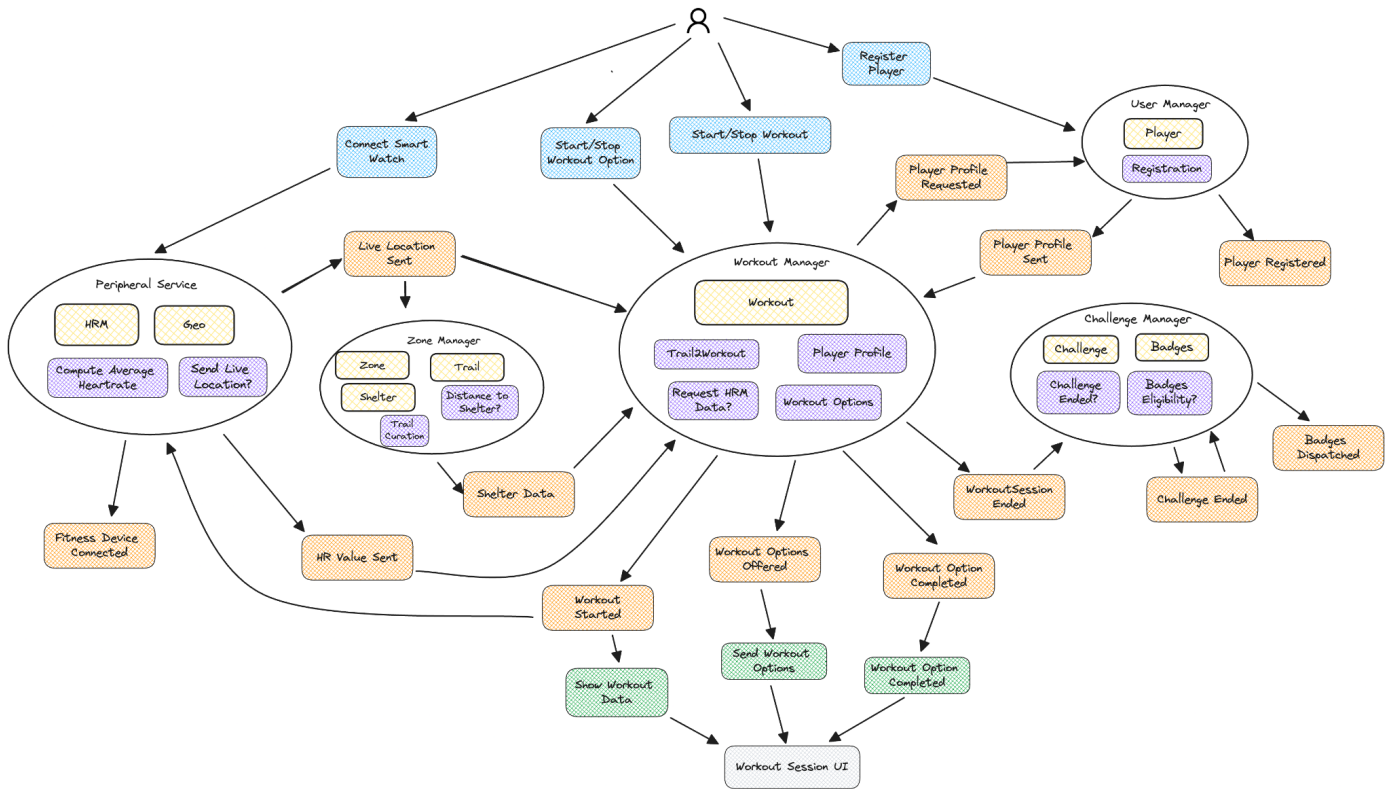 Register
Player
User Manager
Player
Registration
Connect Smart
Watch
Start/Stop
Workout Option
Start/Stop Workout
Player Profile
Requested
Player Profile
Sent
Player Registered
Live Location
Sent
Peripheral Service
HRM
Geo
Compute Average
Heartrate
Send Live
Location?
Zone Manager
Zone
Trail
Shelter
Distance to
Shelter?
Trail
Curation
Workout Manager
Workout
Trail2Workout
Player Profile
Request HRM
Data?
Workout Options
Challenge Manager
Challenge
Badges
Challenge
Ended?
Badges
Eligibility?
Badges
Dispatched
Shelter Data
WorkoutSession
Ended
Challenge Ended
Fitness Device
Connected
HR Value Sent
Workout Options
Offered
Workout Option
Completed
Workout
Started
Send Workout
Options
Workout Option
Completed
Show Workout
Data
Workout Session UI